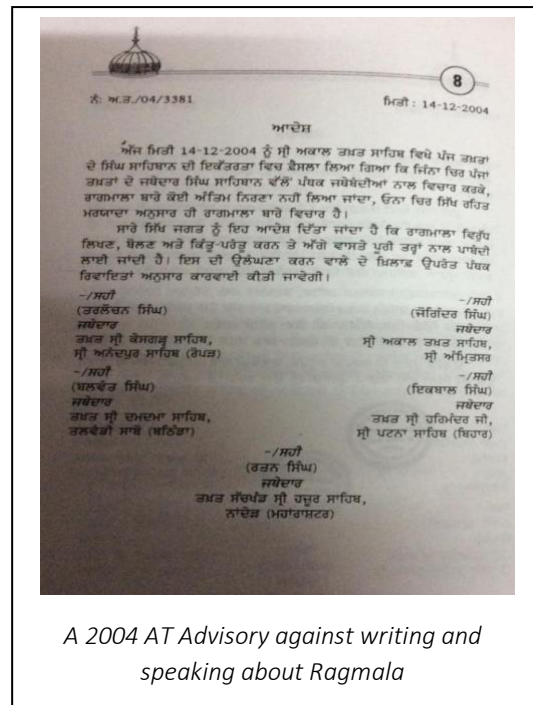 8
ਨੰ: ਅ.ਤ./04/3381
ਮਿਤੀ : 14-12-2004
ਆਦੇਸ਼
ਅੱਜ ਮਿਤੀ 14-12-2004 ਨੂੰ ਸ੍ਰੀ ਅਕਾਲ ਤਖ਼ਤ ਸਾਹਿਬ ਵਿਖੇ ਪੰਜ ਤਖ਼ਤਾਂ
ਦੇ ਸਿੰਘ ਸਾਹਿਬਾਨ ਦੀ ਇਕੱਤਰਤਾ ਵਿਚ ਫ਼ੈਸਲਾ ਲਿਆ ਗਿਆ ਕਿ ਜਿੰਨਾ ਚਿਰ ਪੰਜਾਂ
ਤਖ਼ਤਾਂ ਦੇ ਜਥੇਦਾਰ ਸਿੰਘ ਸਾਹਿਬਾਨ ਵੱਲੋਂ ਪੰਥਕ ਜਥੇਬੰਦੀਆਂ ਨਾਲ ਵਿਚਾਰ ਕਰਕੇ,
ਰਾਗਮਾਲਾ ਬਾਰੇ ਕੋਈ ਅੰਤਿਮ ਨਿਰਣਾ ਨਹੀਂ ਲਿਆ ਜਾਂਦਾ, ਓਨਾ ਚਿਰ ਸਿੱਖ ਰਹਿਤ
ਮਰਯਾਦਾ ਅਨੁਸਾਰ ਹੀ ਰਾਗਮਾਲਾ ਬਾਰੇ ਵਿਚਾਰ ਹੈ।
ਸਾਰੇ ਸਿੱਖ ਜਗਤ ਨੂੰ ਇਹ ਆਦੇਸ਼ ਦਿੱਤਾ ਜਾਂਦਾ ਹੈ ਕਿ ਰਾਗਮਾਲਾ ਵਿਰੁੱਧ
ਲਿਖਣ, ਬੋਲਣ ਅਤੇ ਕਿੰਤੂ-ਪਰੰਤੂ ਕਰਨ ਤੇ ਅੱਗੇ ਵਾਸਤੇ ਪੂਰੀ ਤਰ੍ਹਾਂ ਨਾਲ ਪਾਬੰਦੀ
ਲਾਈ ਜਾਂਦੀ ਹੈ। ਇਸ ਦੀ ਉਲੰਘਣਾ ਕਰਨ ਵਾਲੇ ਦੇ ਖ਼ਿਲਾਫ਼ ਉਪਰੰਤ ਪੰਥਕ
ਰਿਵਾਇਤਾਂ ਅਨੁਸਾਰ ਕਾਰਵਾਈ ਕੀਤੀ ਜਾਵੇਗੀ।
-/ਸਹੀ
(ਤਰਲੋਚਨ ਸਿੰਘ)
ਜਥੇਦਾਰ
ਤਖ਼ਤ ਸ੍ਰੀ ਕੇਸਗੜ੍ਹ ਸਾਹਿਬ,
ਸ੍ਰੀ ਅਨੰਦਪੁਰ ਸਾਹਿਬ (ਰੋਪੜ)
-/ਸਹੀ
(ਜੋਗਿੰਦਰ ਸਿੰਘ)
ਜਥੇਦਾਰ
ਸ੍ਰੀ ਅਕਾਲ ਤਖ਼ਤ ਸਾਹਿਬ,
ਸ੍ਰੀ ਅੰਮ੍ਰਿਤਸਰ
-/ਸਹੀ
(ਬਲਵੰਤ ਸਿੰਘ)
ਜਥੇਦਾਰ
ਤਖ਼ਤ ਸ੍ਰੀ ਦਮਦਮਾ ਸਾਹਿਬ,
ਤਲਵੰਡੀ ਸਾਬੋ (ਬਠਿੰਡਾ)
-/ਸਹੀ
(ਇਕਬਾਲ ਸਿੰਘ)
ਜਥੇਦਾਰ
ਤਖ਼ਤ ਸ੍ਰੀ ਹਰਿਮੰਦਰ ਜੀ,
ਸ੍ਰੀ ਪਟਨਾ ਸਾਹਿਬ (ਬਿਹਾਰ)
-/ਸਹੀ
(ਰਤਨ ਸਿੰਘ)
ਜਥੇਦਾਰ
ਤਖ਼ਤ ਸੱਚਖੰਡ ਸ੍ਰੀ ਹਜ਼ੂਰ ਸਾਹਿਬ,
ਨਾਂਦੇੜ (ਮਹਾਂਰਾਸ਼ਟਰ)
A 2004 AT Advisory against writing and
speaking about Ragmala